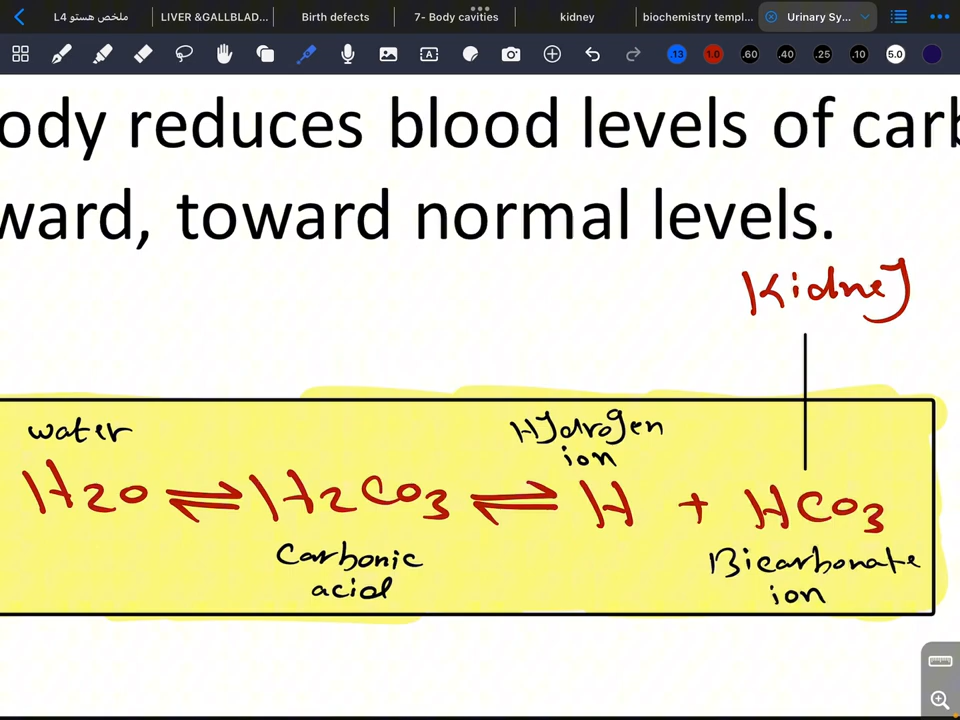 ملخص هستو L4
LIVER &GALLBLAD...
Birth defects
7- Body cavities
kidney
biochemistry templ...
Urinary Sy...
13
1.0
.60
.40
.25
.10
5.0
ody reduces blood levels of carb
ward, toward normal levels.
Kidney
water
Hydrogen
ion
H2O ⇌ H2CO3 ⇌ H + HCO3
Carbonic
acid
Bicarbonate
ion